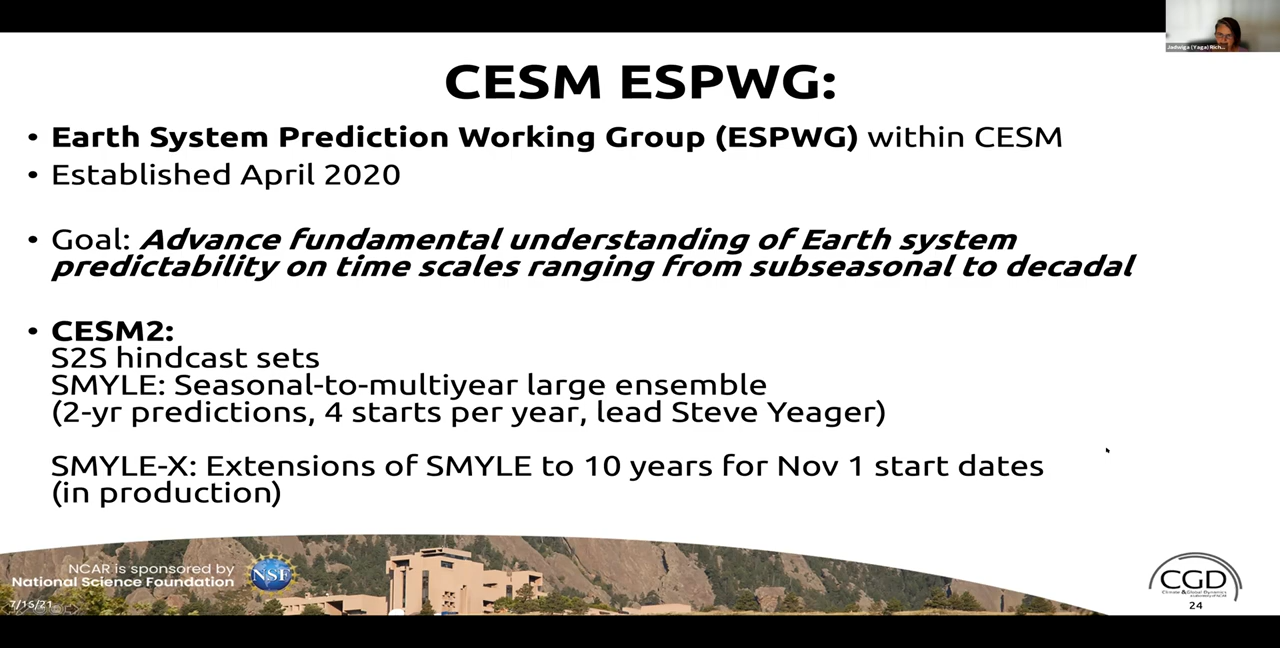 Jadwiga (Yaga) Rich...
CESM ESPWG:
• Earth System Prediction Working Group (ESPWG) within CESM
• Established April 2020
• Goal: Advance fundamental understanding of Earth system
predictability on time scales ranging from subseasonal to decadal
• CESM2:
S2S hindcast sets
SMYLE: Seasonal-to-multiyear large ensemble
(2-yr predictions, 4 starts per year, lead Steve Yeager)
SMYLE-X: Extensions of SMYLE to 10 years for Nov 1 start dates
(in production)
NCAR is sponsored by
National Science Foundation
NSF
7/15/21
CGD
Climate & Global Dynamics
24